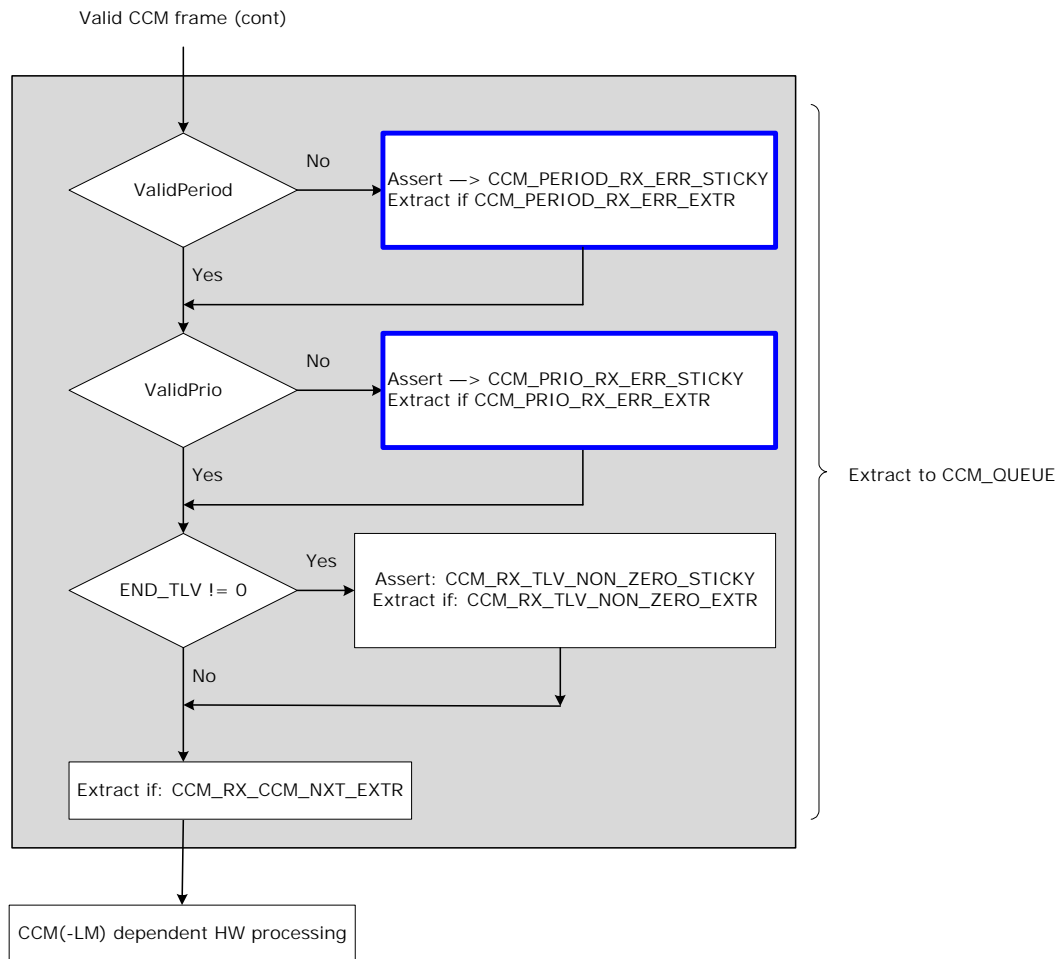 Valid CCM frame (cont)
ValidPeriod
No
Assert —> CCM_PERIOD_RX_ERR_STICKY
Extract if CCM_PERIOD_RX_ERR_EXTR
Yes
ValidPrio
No
Assert —> CCM_PRIO_RX_ERR_STICKY
Extract if CCM_PRIO_RX_ERR_EXTR
Yes
Extract to CCM_QUEUE
END_TLV != 0
Yes
Assert: CCM_RX_TLV_NON_ZERO_STICKY
Extract if: CCM_RX_TLV_NON_ZERO_EXTR
No
Extract if: CCM_RX_CCM_NXT_EXTR
CCM(-LM) dependent HW processing